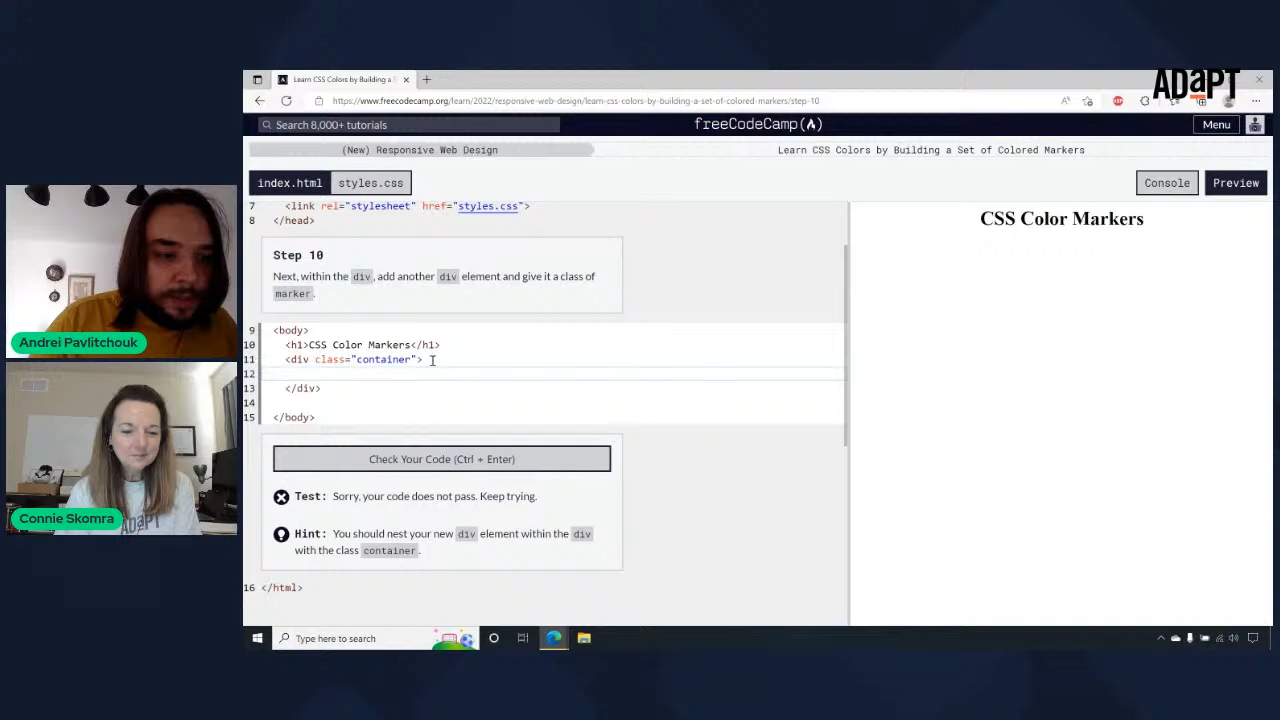 ADaPT
Learn CSS Colors by Building a S
https://www.freecodecamp.org/learn/2022/responsive-web-design/learn-css-colors-by-building-a-set-of-colored-markers/step-10
Search 8,000+ tutorials
freeCodeCamp(🔥)
Menu
(New) Responsive Web Design
Learn CSS Colors by Building a Set of Colored Markers
index.html
styles.css
Console
Preview
7 <link rel="stylesheet" href="styles.css">
8 </head>
CSS Color Markers
Step 10
Next, within the div, add another div element and give it a class of
marker.
9 <body>
10 <h1>CSS Color Markers</h1>
11 <div class="container">
12
13 </div>
14
15 </body>
Check Your Code (Ctrl + Enter)
Test: Sorry, your code does not pass. Keep trying.
Hint: You should nest your new div element within the div
with the class container.
16 </html>
Andrei Pavlitchouk
ADAPT
Connie Skomra
Type here to search